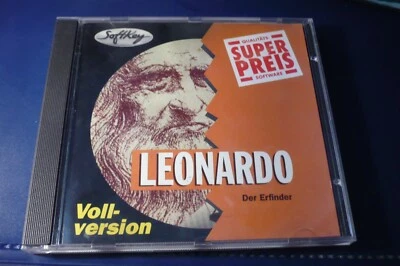 SoftKey
QUALITÄTS
SUPER
PREIS
SOFTWARE
LEONARDO
Der Erfinder
Voll-
version